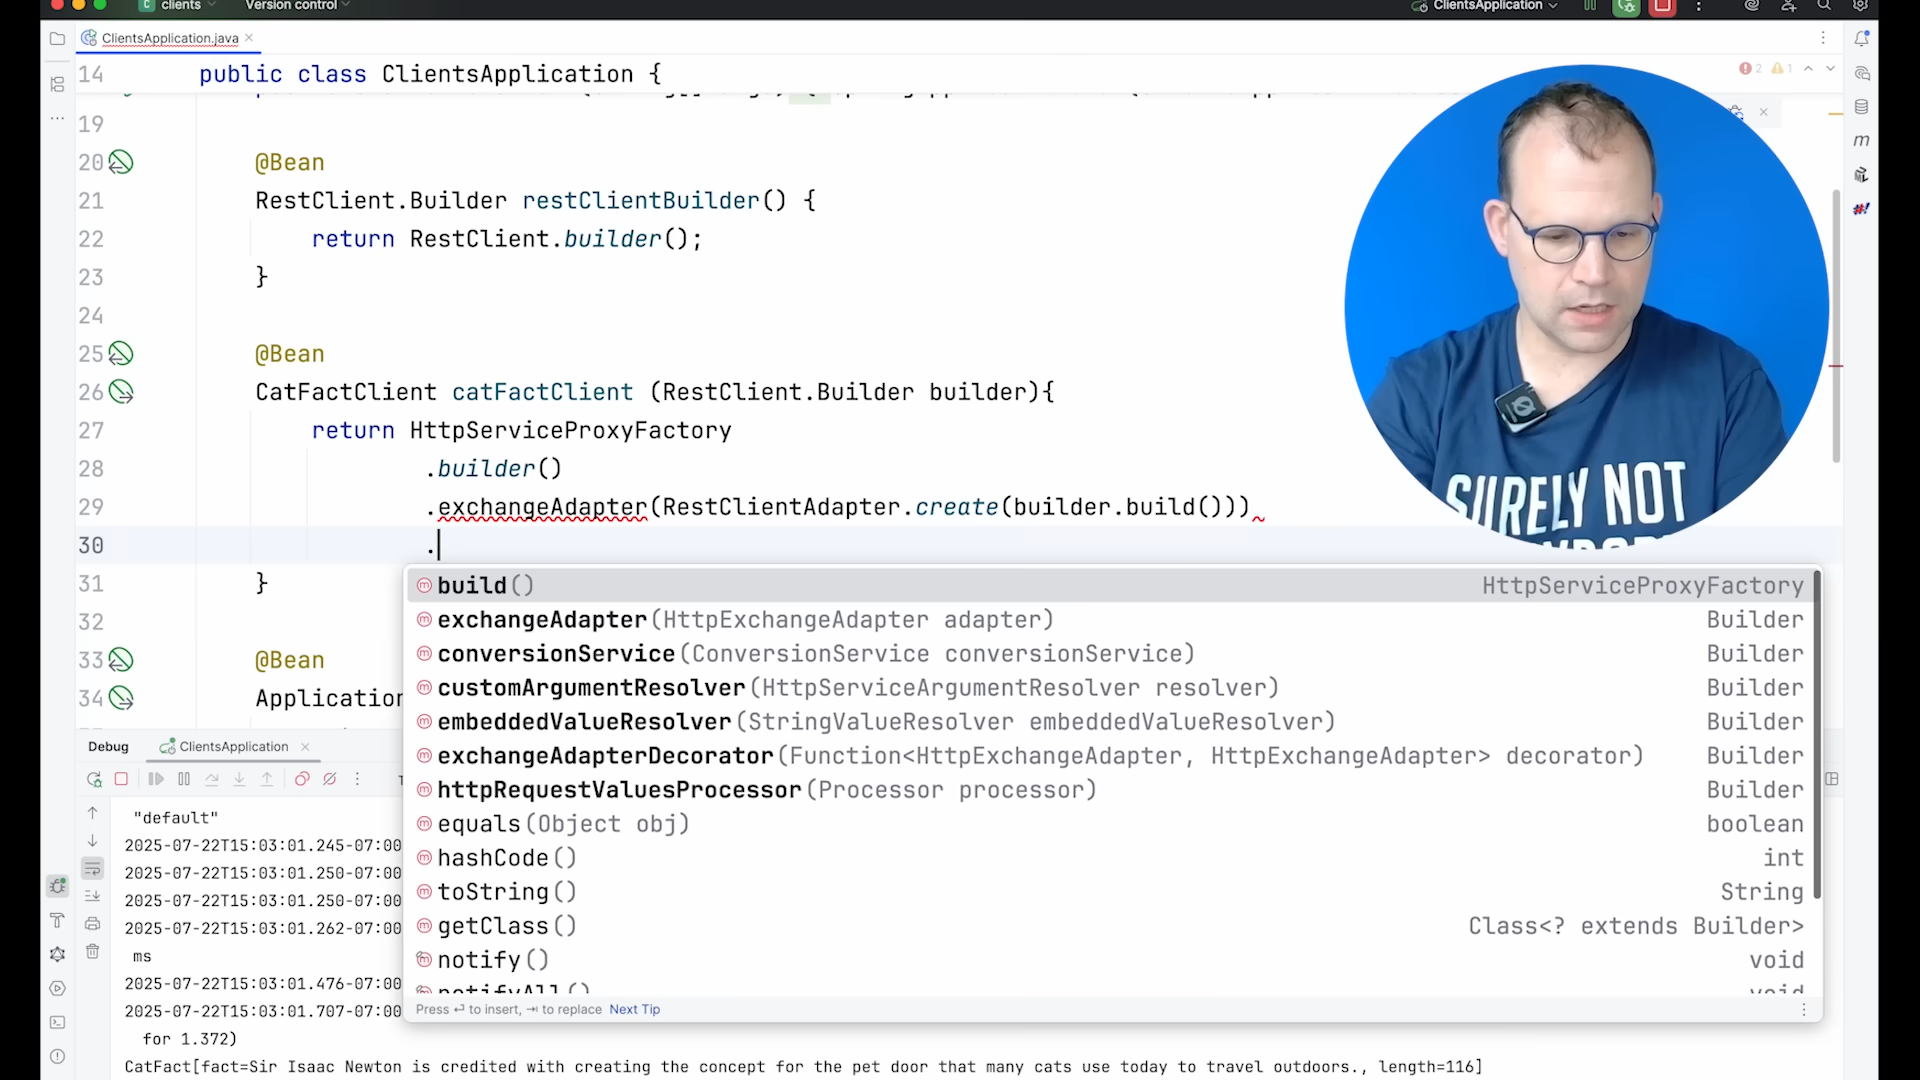 clients
Version control
ClientsApplication
ClientsApplication.java
14 public class ClientsApplication {
2 1
19
20 @Bean
21 RestClient.Builder restClientBuilder() {
22 return RestClient.builder();
23 }
24
25 @Bean
26 CatFactClient catFactClient (RestClient.Builder builder){
27 return HttpServiceProxyFactory
28 .builder()
29 .exchangeAdapter(RestClientAdapter.create(builder.build()))
30 .
31 }
32
33 @Bean
34 Application
SURELY NOT
build() HttpServiceProxyFactory
exchangeAdapter(HttpExchangeAdapter adapter) Builder
conversionService(ConversionService conversionService) Builder
customArgumentResolver(HttpServiceArgumentResolver resolver) Builder
embeddedValueResolver(StringValueResolver embeddedValueResolver) Builder
exchangeAdapterDecorator(Function<HttpExchangeAdapter, HttpExchangeAdapter> decorator) Builder
httpRequestValuesProcessor(Processor processor) Builder
equals(Object obj) boolean
hashCode() int
toString() String
getClass() Class<? extends Builder>
notify() void
notifyAll() void
Press ⏎ to insert, ⇥ to replace Next Tip
Debug ClientsApplication
"default"
2025-07-22T15:03:01.245-07:00
2025-07-22T15:03:01.250-07:00
2025-07-22T15:03:01.250-07:00
2025-07-22T15:03:01.262-07:00
ms
2025-07-22T15:03:01.476-07:00
2025-07-22T15:03:01.707-07:00
for 1.372)
CatFact[fact=Sir Isaac Newton is credited with creating the concept for the pet door that many cats use today to travel outdoors., length=116]